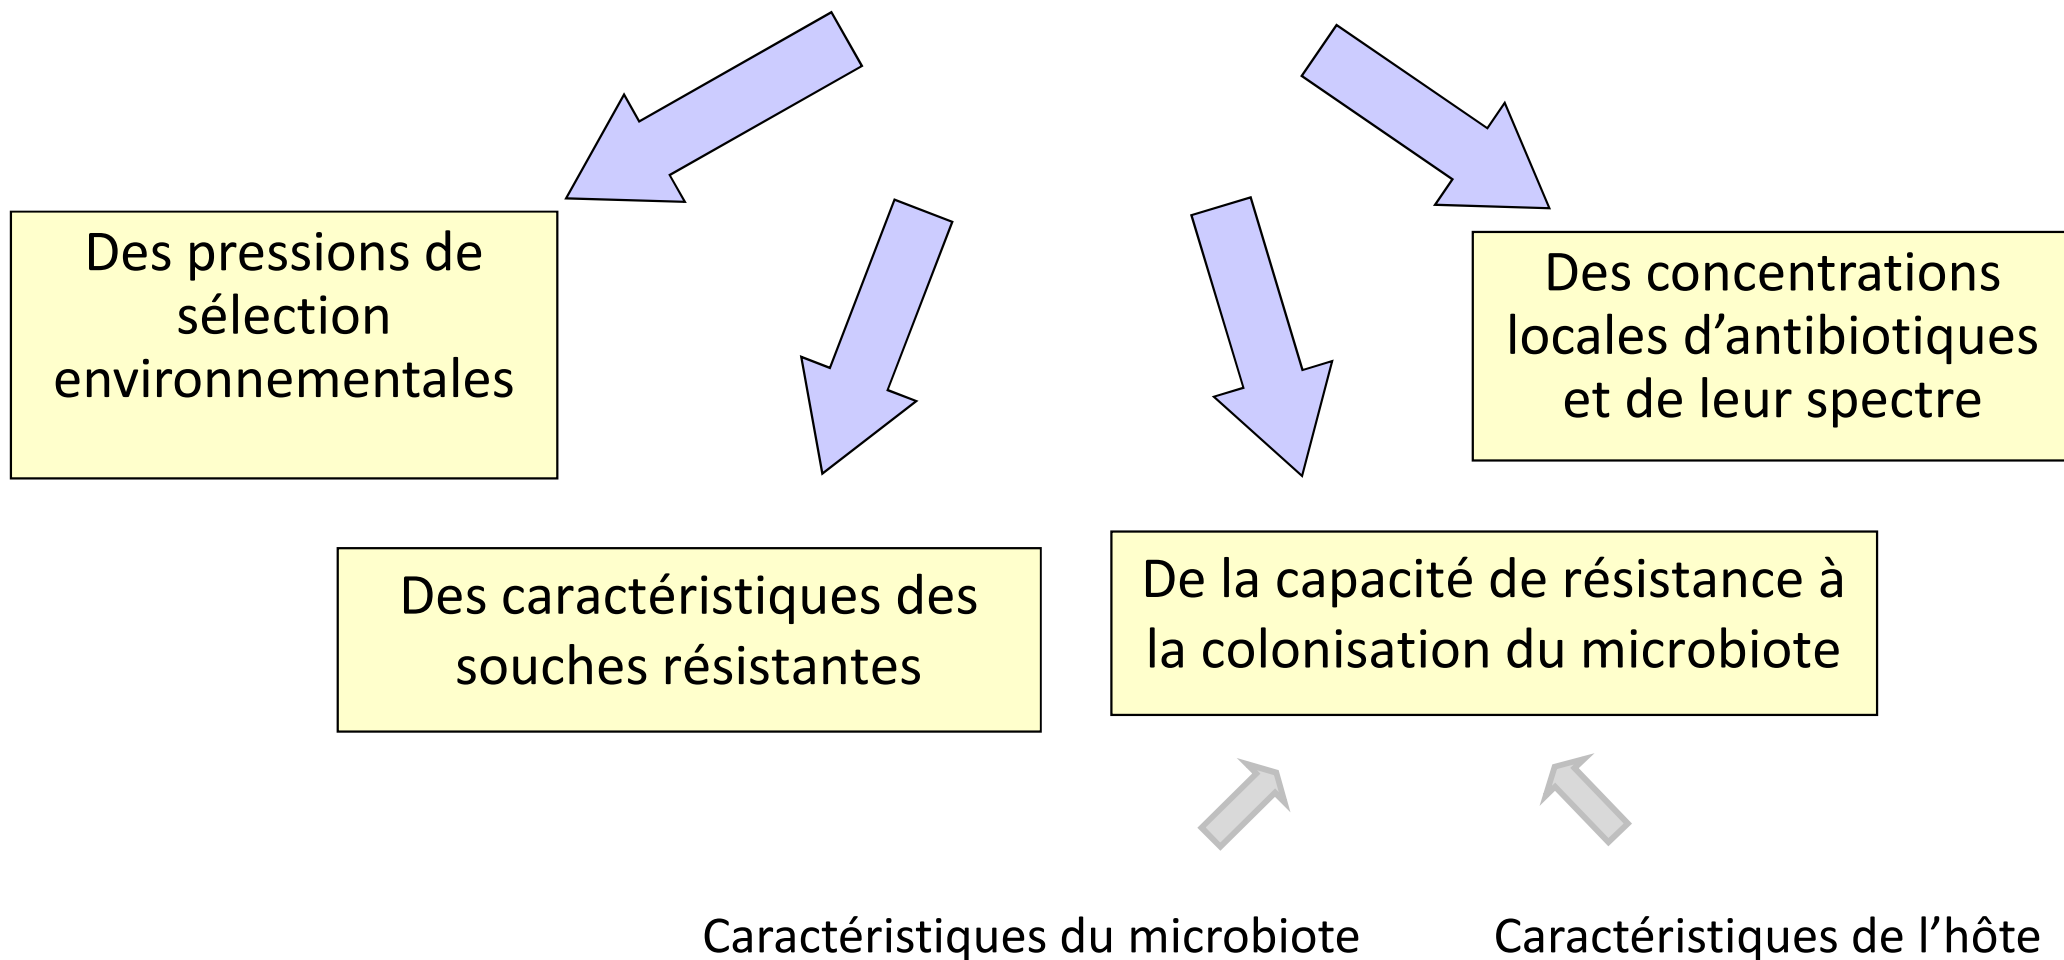 Des pressions de
sélection
environnementales
Des concentrations
locales d’antibiotiques
et de leur spectre
Des caractéristiques des
souches résistantes
De la capacité de résistance à
la colonisation du microbiote
Caractéristiques du microbiote
Caractéristiques de l’hôte